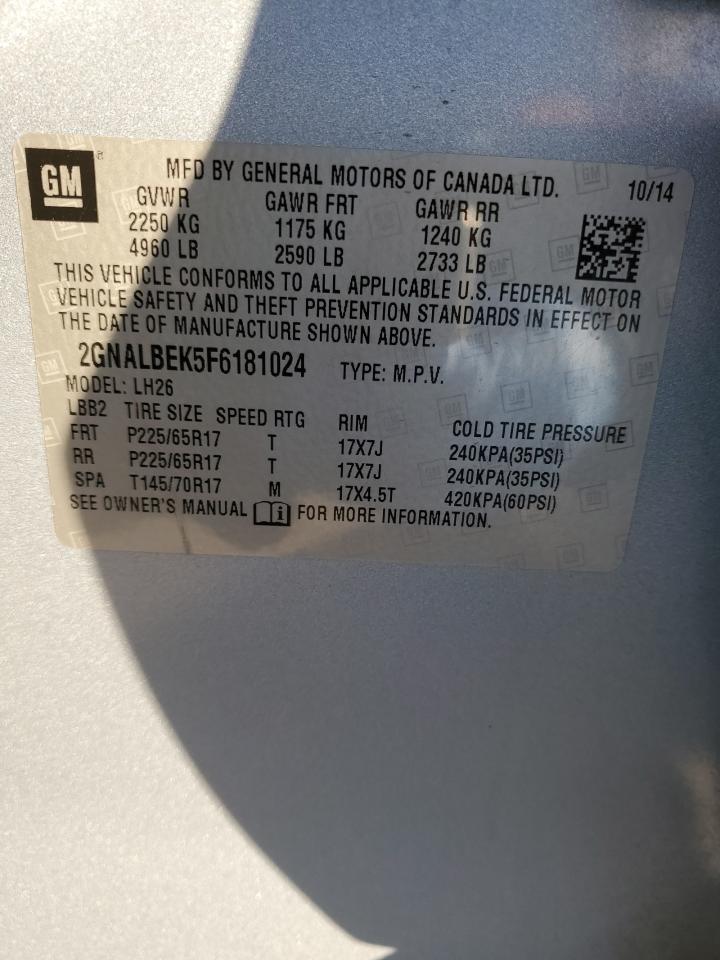 GM ®
MFD BY GENERAL MOTORS OF CANADA LTD. 10/14
GVWR GAWR FRT GAWR RR
2250 KG 1175 KG 1240 KG
4960 LB 2590 LB 2733 LB
THIS VEHICLE CONFORMS TO ALL APPLICABLE U.S. FEDERAL MOTOR
VEHICLE SAFETY AND THEFT PREVENTION STANDARDS IN EFFECT ON
THE DATE OF MANUFACTURE SHOWN ABOVE.
2GNALBEK5F6181024 TYPE: M.P.V.
MODEL: LH26
LBB2 TIRE SIZE SPEED RTG RIM COLD TIRE PRESSURE
FRT P225/65R17 T 17X7J 240KPA(35PSI)
RR P225/65R17 T 17X7J 240KPA(35PSI)
SPA T145/70R17 M 17X4.5T 420KPA(60PSI)
SEE OWNER'S MANUAL i FOR MORE INFORMATION.